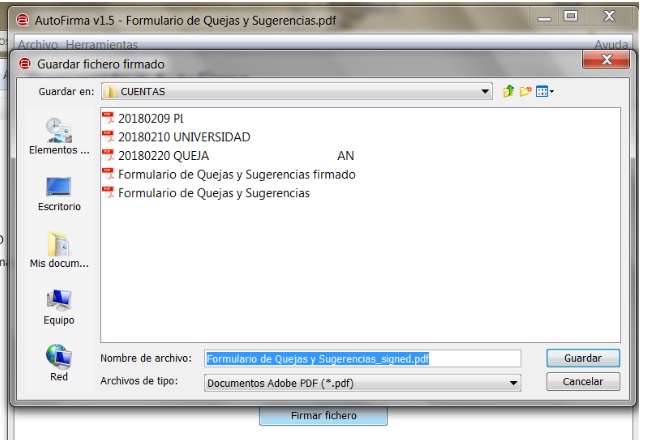 AutoFirma v1.5 - Formulario de Quejas y Sugerencias.pdf
Archivo Herramientas Ayuda
Guardar fichero firmado
Guardar en: CUENTAS
20180209 Pl
20180210 UNIVERSIDAD
20180220 QUEJA AN
Formulario de Quejas y Sugerencias firmado
Formulario de Quejas y Sugerencias
Elementos ...
Escritorio
Mis docum...
Equipo
Red
Nombre de archivo: Formulario de Quejas y Sugerencias_signed.pdf Guardar
Archivos de tipo: Documentos Adobe PDF (*.pdf) Cancelar
Firmar fichero